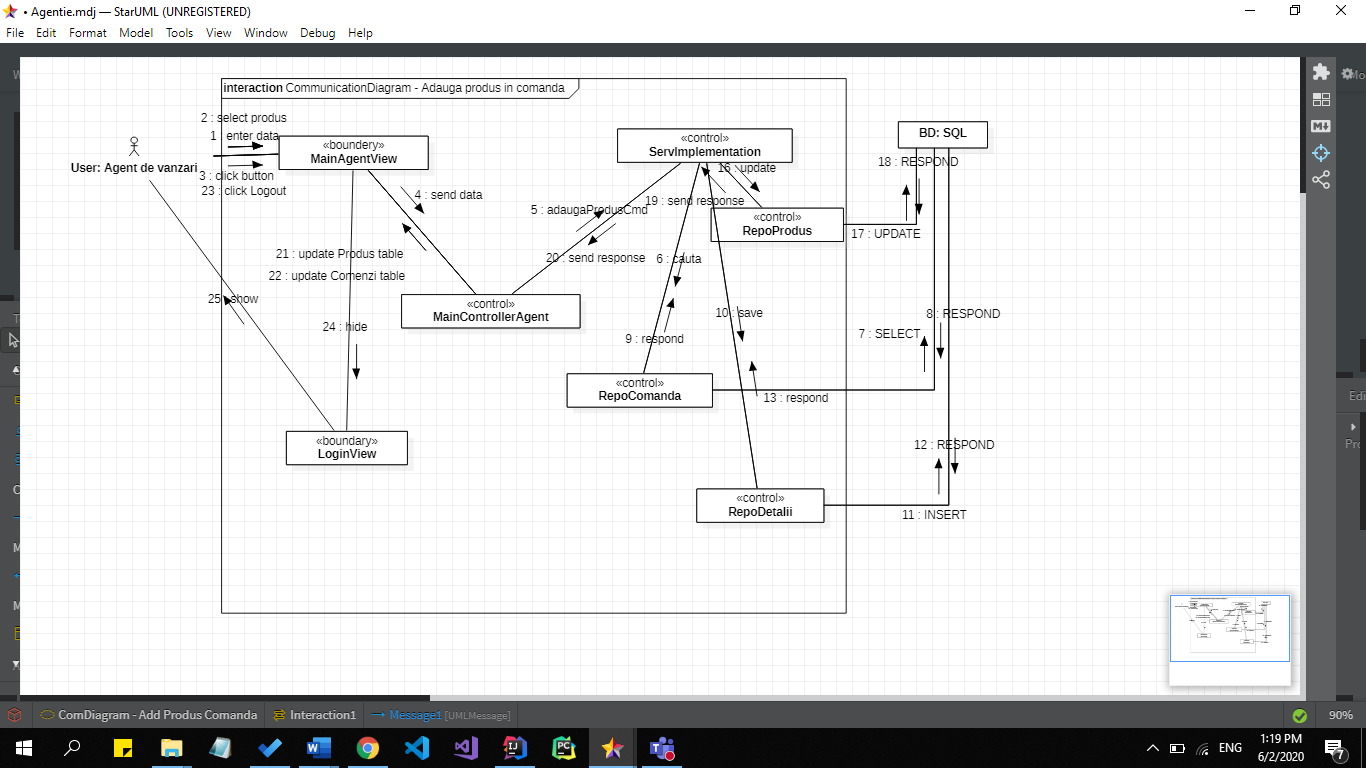 • Agentie.mdj — StarUML (UNREGISTERED)
File Edit Format Model Tools View Window Debug Help
interaction CommunicationDiagram - Adauga produs in comanda
2 : select produs
1 : enter data
User: Agent de vanzari
3 : click button
23 : click Logout
«boundery»
MainAgentView
4 : send data
21 : update Produs table
22 : update Comenzi table
25 : show
24 : hide
«boundary»
LoginView
«control»
MainControllerAgent
5 : adaugaProdusCmd
20 : send response
«control»
ServImplementation
16 : update
19 : send response
«control»
RepoProdus
6 : cauta
9 : respond
10 : save
«control»
RepoComanda
13 : respond
«control»
RepoDetalii
BD: SQL
18 : RESPOND
17 : UPDATE
8 : RESPOND
7 : SELECT
12 : RESPOND
11 : INSERT
Edi
ComDiagram - Add Produs Comanda
Interaction1
Message1 [UMLMessage]
90%
ENG
1:19 PM
6/2/2020
7